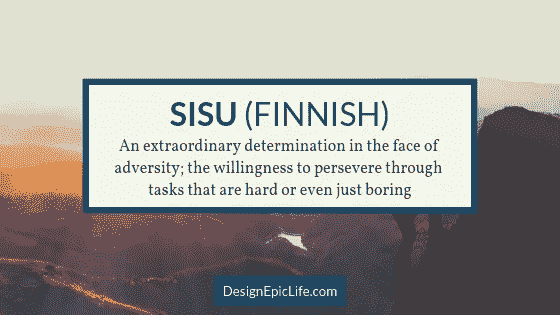 SISU (FINNISH)
An extraordinary determination in the face of
adversity; the willingness to persevere through
tasks that are hard or even just boring
DesignEpicLife.com